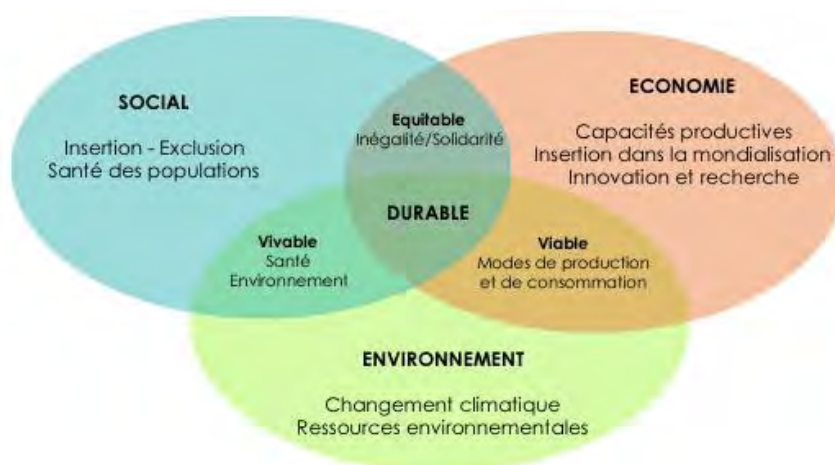 SOCIAL
Insertion - Exclusion
Santé des populations
Equitable
Inégalité/Solidarité
ECONOMIE
Capacités productives
Insertion dans la mondialisation
Innovation et recherche
DURABLE
Vivable
Santé
Environnement
Viable
Modes de production
et de consommation
ENVIRONNEMENT
Changement climatique
Ressources environnementales